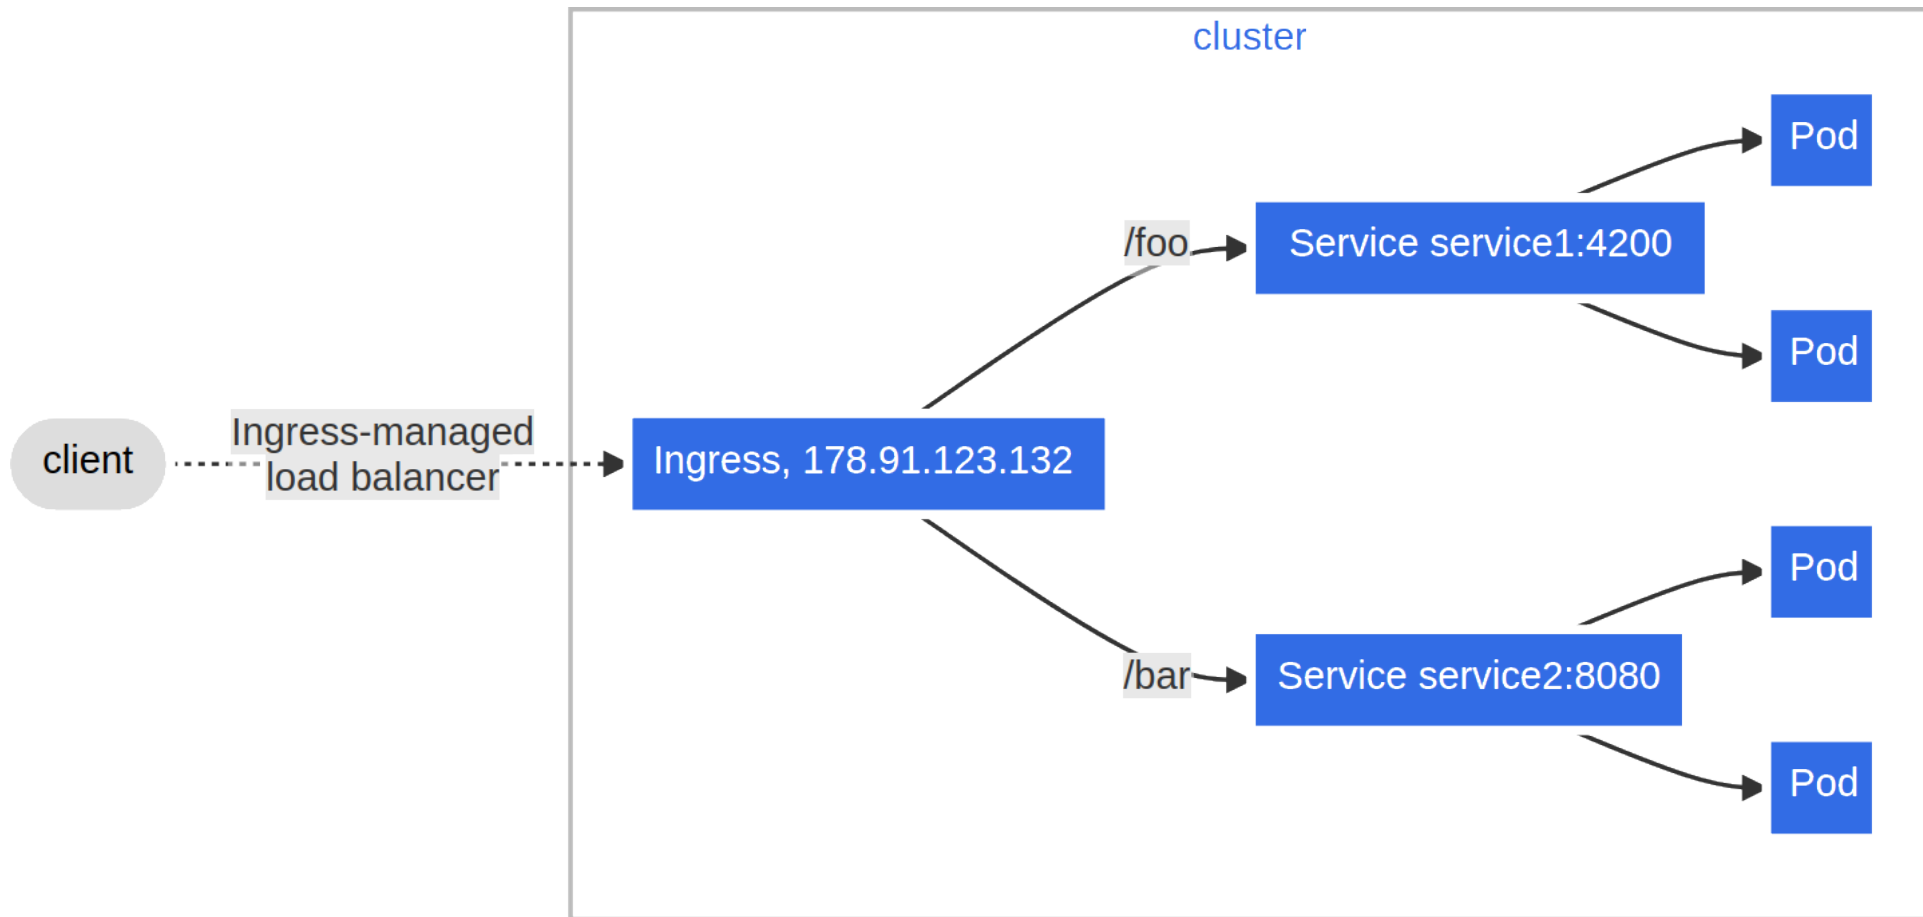 cluster
Pod
/foo
Service service1:4200
Pod
client
Ingress-managed
load balancer
Ingress, 178.91.123.132
Pod
/bar
Service service2:8080
Pod